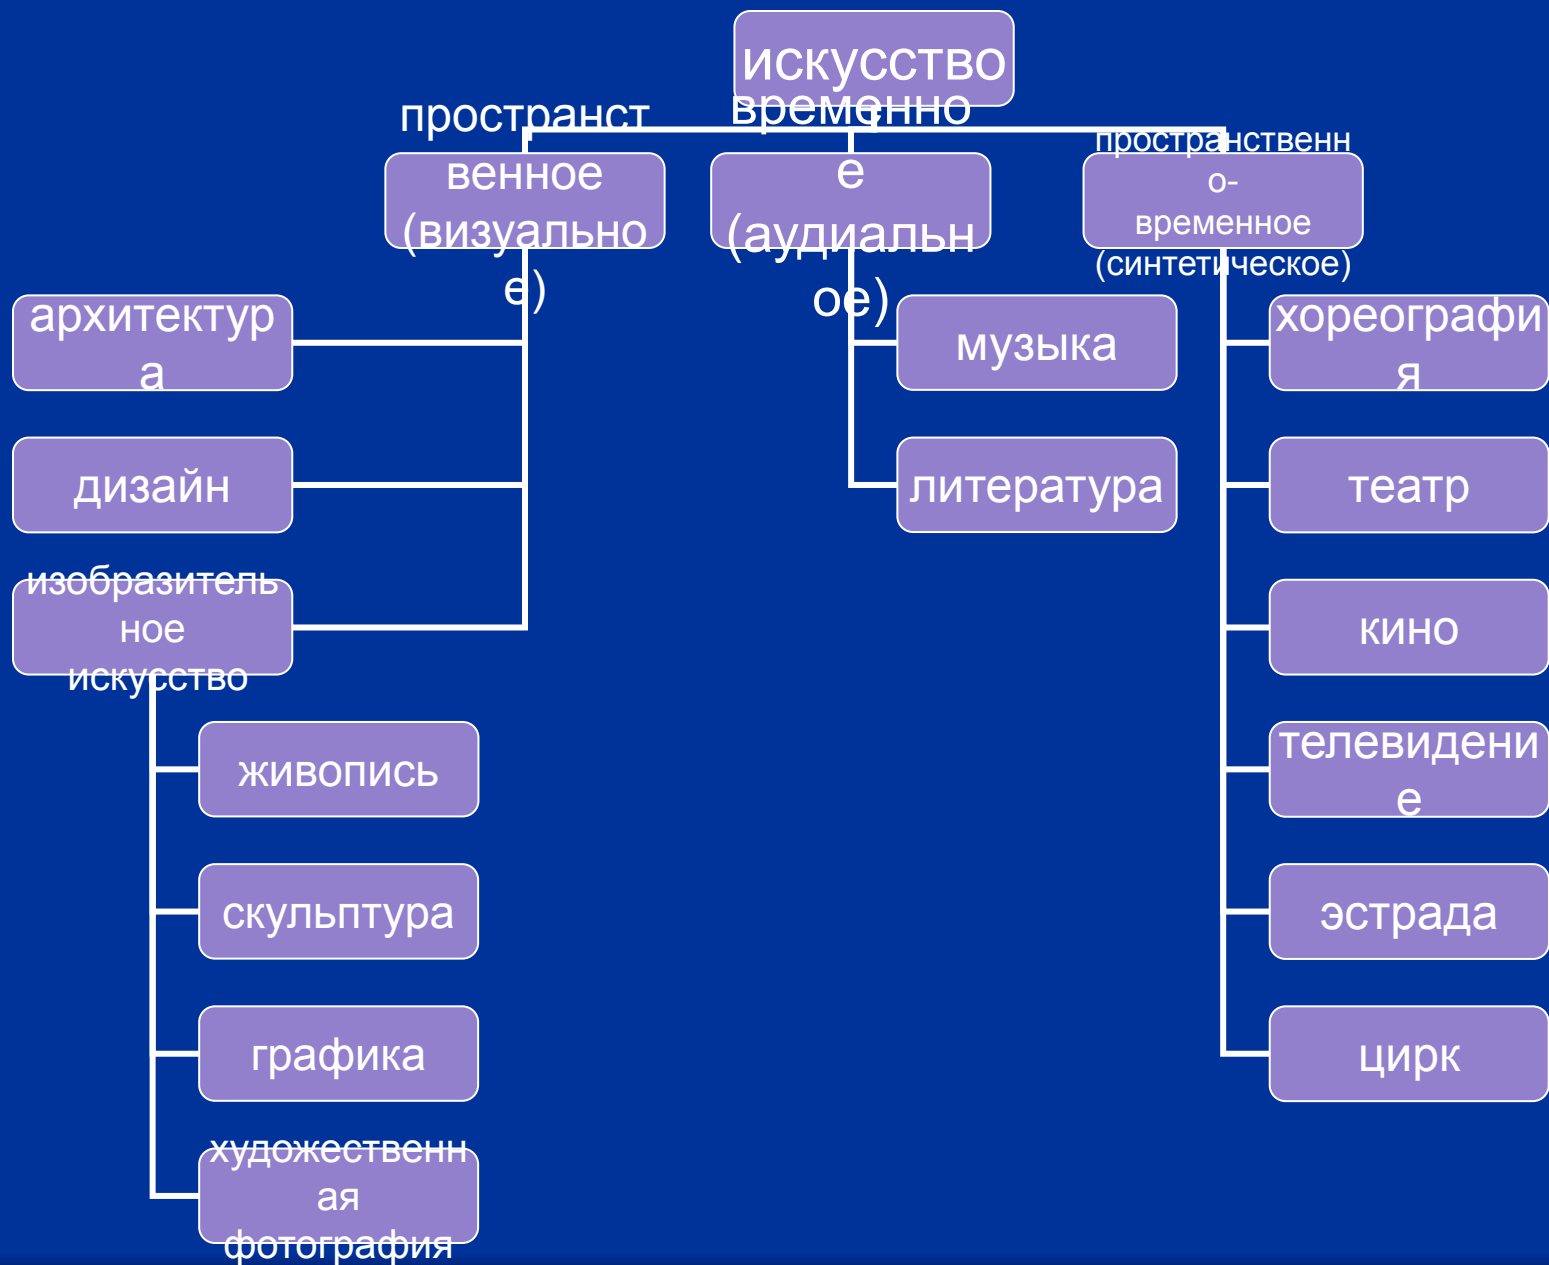 искусство
пространст
венное
(визуально
е)
временно
е
(аудиальн
ое)
пространственн
о-
временное
(синтетическое)
архитектур
а
дизайн
изобразитель
ное
искусство
живопись
скульптура
графика
художественн
ая
фотография
музыка
литература
хореографи
я
театр
кино
телевидени
е
эстрада
цирк